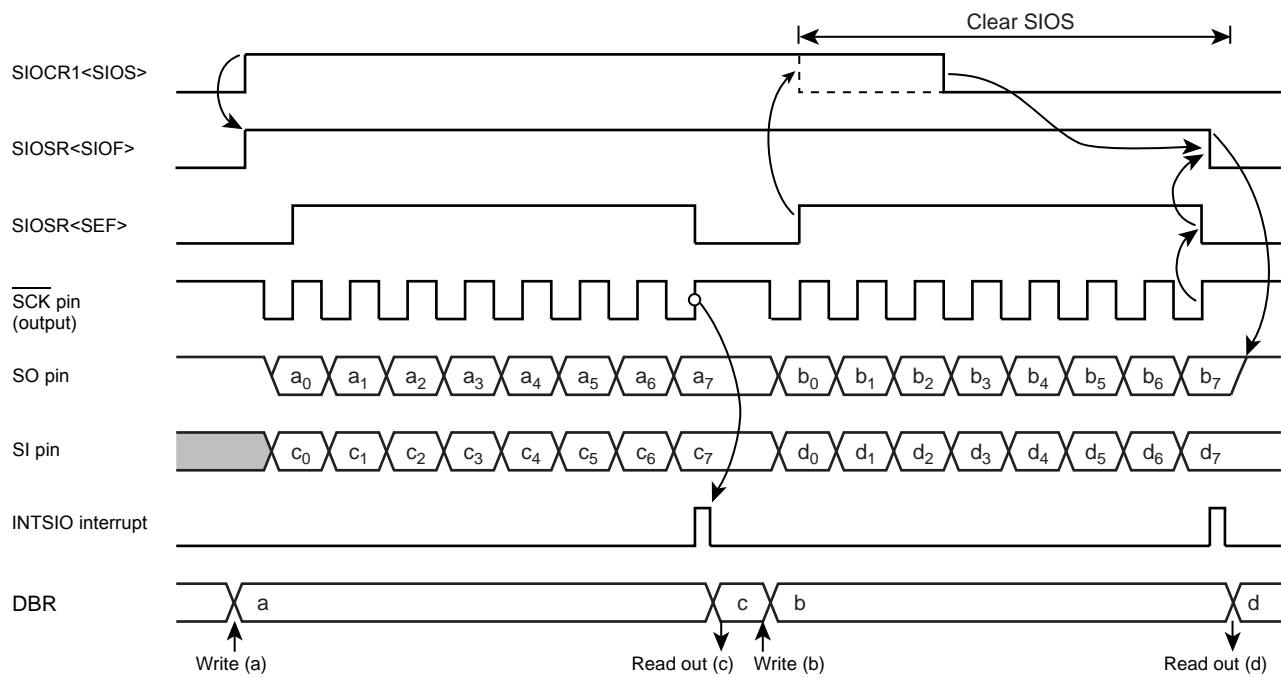 Clear SIOS
SIOCR1<SIOS>
SIOSR<SIOF>
SIOSR<SEF>
SCK pin
(output)
SO pin a0 a1 a2 a3 a4 a5 a6 a7 b0 b1 b2 b3 b4 b5 b6 b7
SI pin c0 c1 c2 c3 c4 c5 c6 c7 d0 d1 d2 d3 d4 d5 d6 d7
INTSIO interrupt
DBR a c b d
Write (a) Read out (c) Write (b) Read out (d)